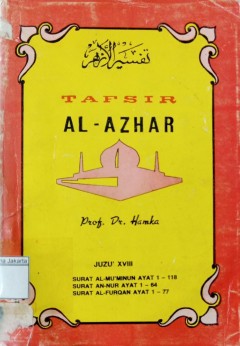 تفسير الأزهر
TAFSIR
AL-AZHAR
Prof. Dr. Hamka
JUZU' XVIII
SURAT AL-MU'MINUN AYAT 1 - 118
SURAT AN-NUR AYAT 1 - 64
SURAT AL-FURQAN AYAT 1 - 77
Jakarta